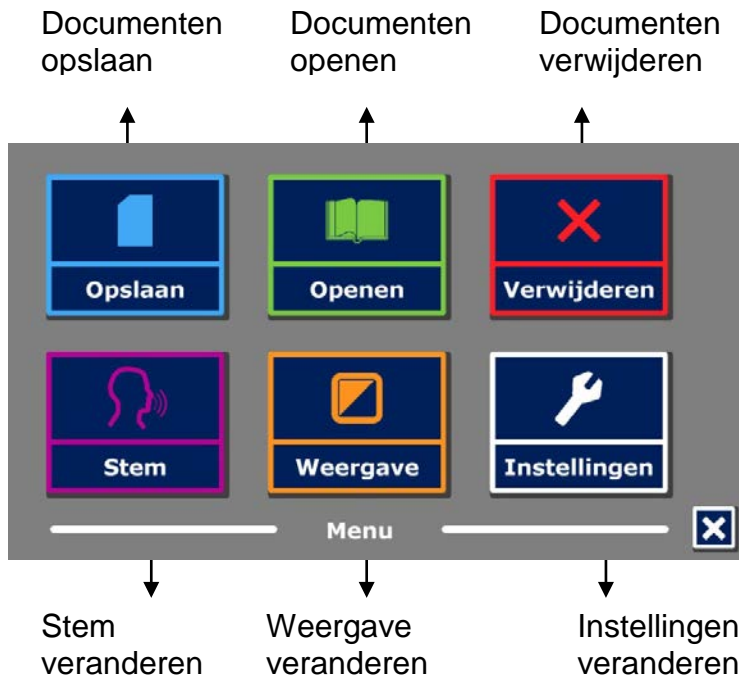 Documenten opslaan
Documenten openen
Documenten verwijderen
Opslaan
Openen
Verwijderen
Stem
Weergave
Instellingen
Menu
Stem veranderen
Weergave veranderen
Instellingen veranderen